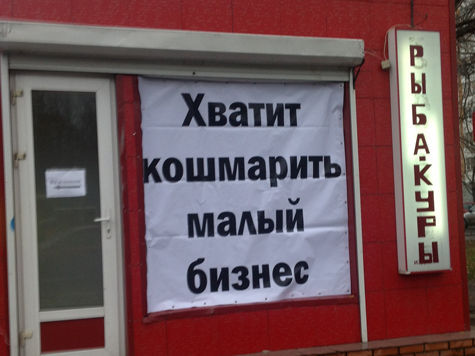 Хватит
кошмарить
малый
бизнес
РЫБА·КУРЫ